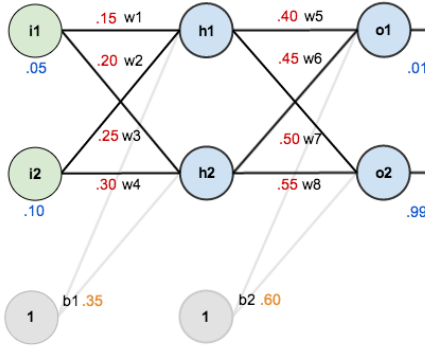 i1
.15 w1
h1
.40 w5
o1
.05
.20 w2
.45 w6
.01
.25 w3
.50 w7
i2
.30 w4
h2
.55 w8
o2
.10
.99
1
b1 .35
1
b2 .60